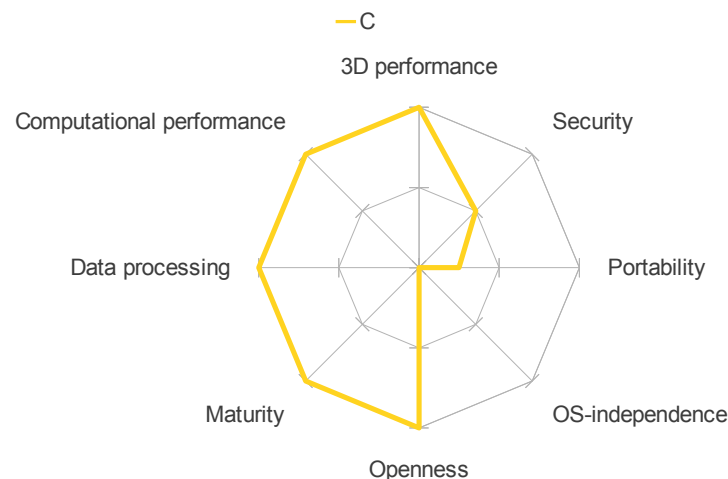 C
3D performance
Computational performance
Security
Data processing
Portability
Maturity
OS-independence
Openness